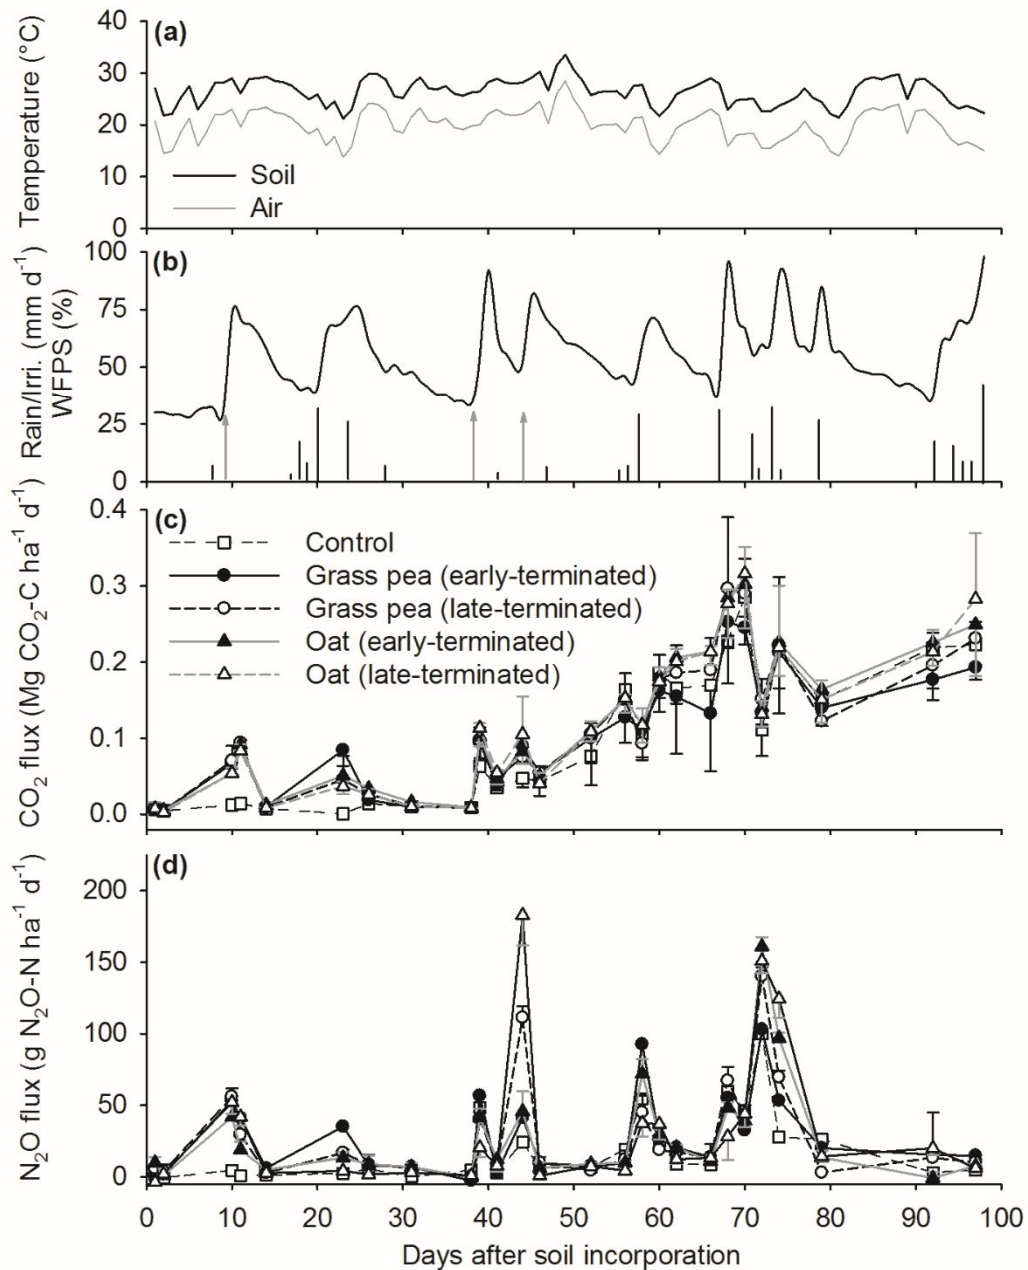 (a)
Temperature (°C)
40
30
20
10
0
Soil
Air
(b)
Rain/Irri. (mm d⁻¹)
WFPS (%)
100
75
50
25
0
(c)
CO₂ flux (Mg CO₂-C ha⁻¹ d⁻¹)
0.4
0.3
0.2
0.1
0.0
Control
Grass pea (early-terminated)
Grass pea (late-terminated)
Oat (early-terminated)
Oat (late-terminated)
(d)
N₂O flux (g N₂O-N ha⁻¹ d⁻¹)
200
150
100
50
0
0 10 20 30 40 50 60 70 80 90 100
Days after soil incorporation